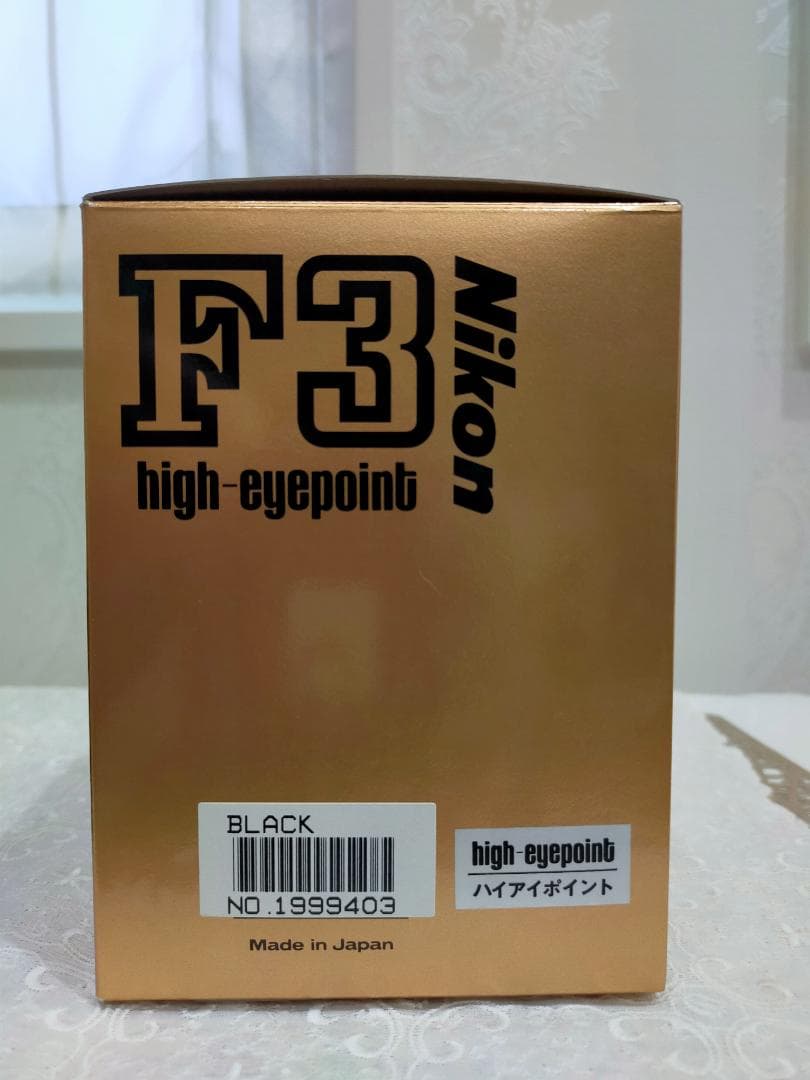 F3
Nikon
high-eyepoint
BLACK
NO.1999403
Made in Japan
high-eyepoint
ハイアイポイント